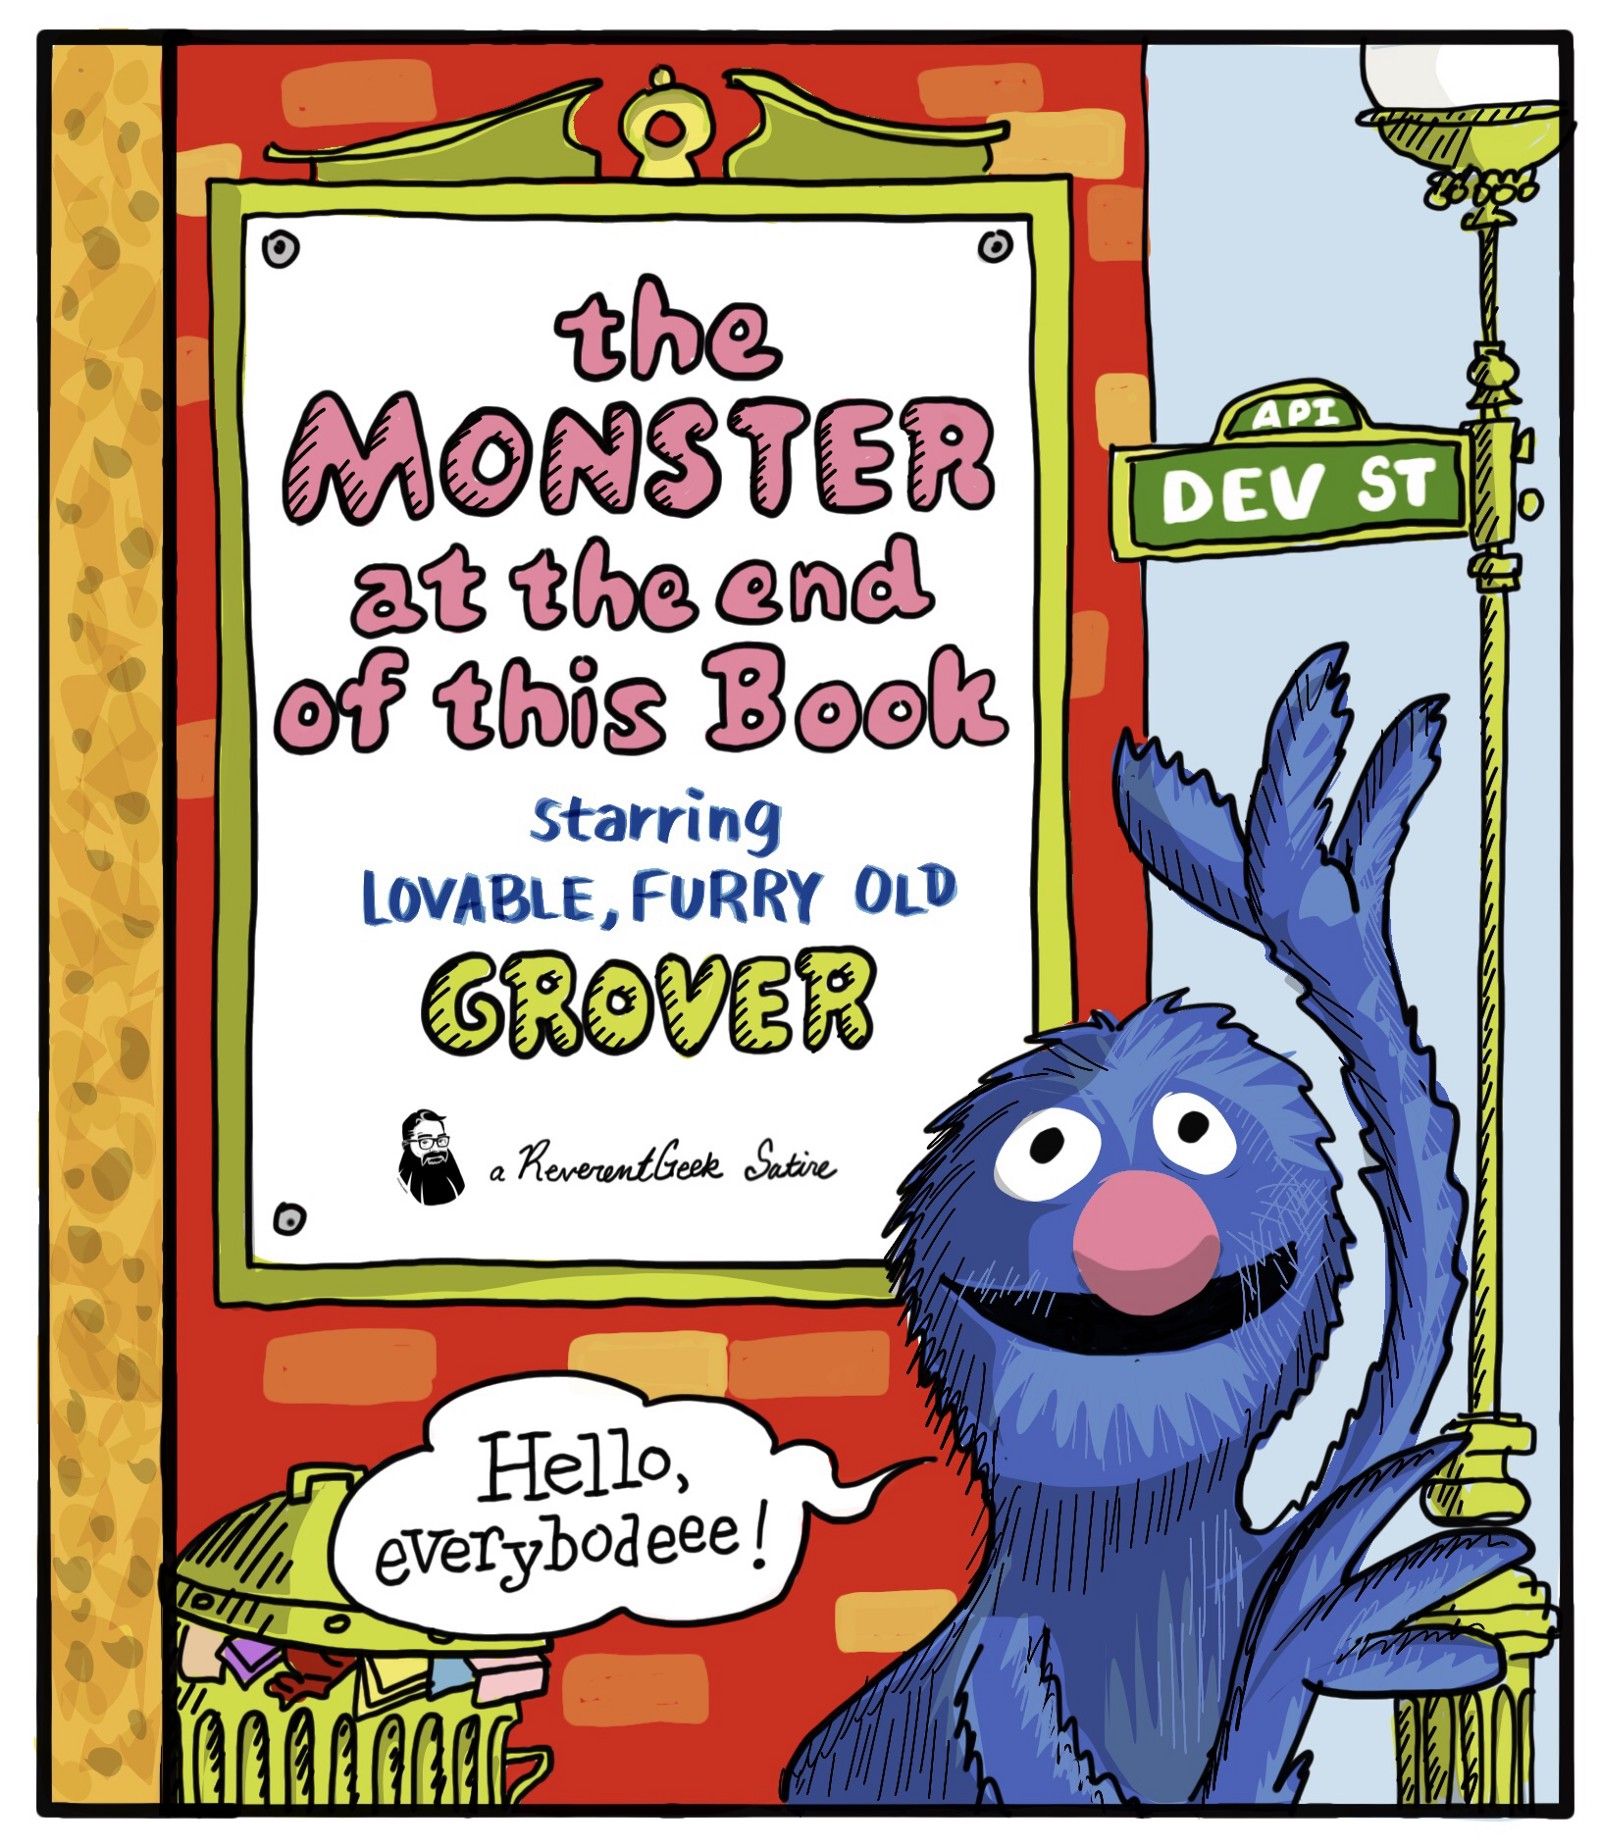 the
MONSTER
at the end
of this Book
starring
LOVABLE, FURRY OLD
GROVER
a ReverentGeek Satire
API
DEV ST
Hello,
everybodeee!